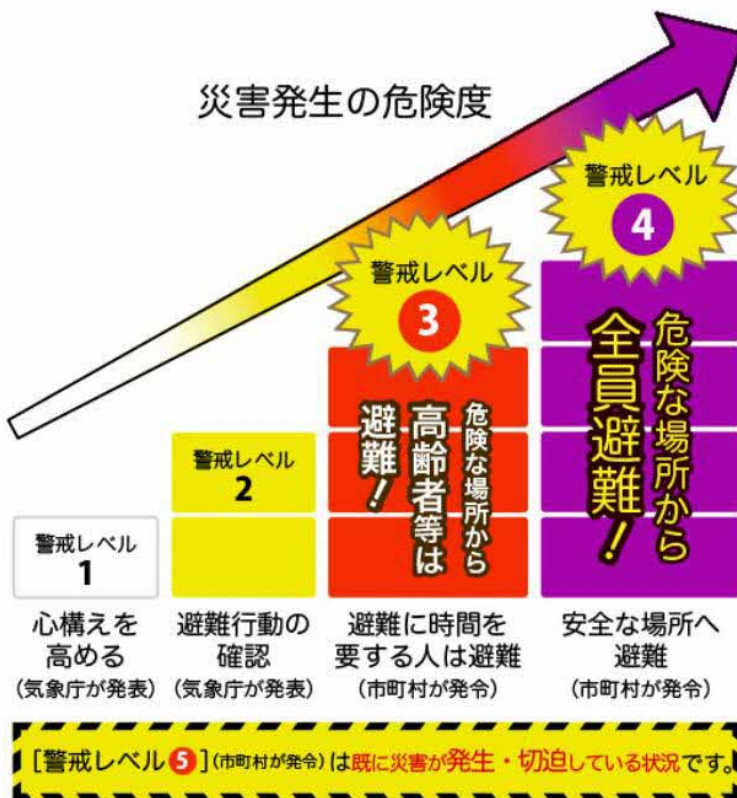 災害発生の危険度
警戒レベル
1
心構えを
高める
(気象庁が発表)
警戒レベル
2
避難行動の
確認
(気象庁が発表)
警戒レベル
3
危険な場所から
高齢者等は
避難!
避難に時間を
要する人は避難
(市町村が発令)
警戒レベル
4
危険な場所から
全員避難!
安全な場所へ
避難
(市町村が発令)
[警戒レベル5](市町村が発令)は既に災害が発生・切迫している状況です。